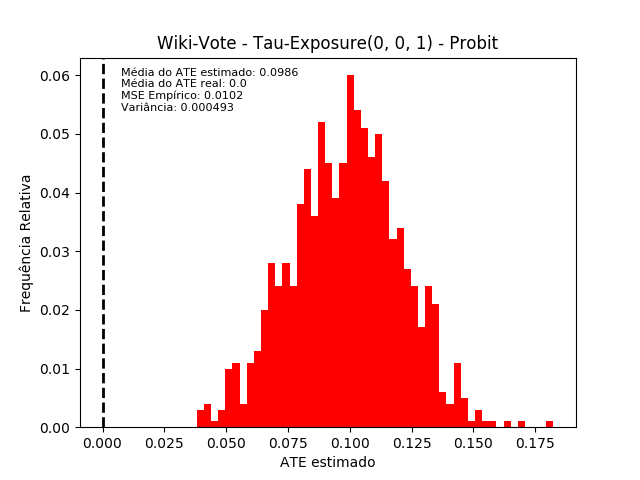 Wiki-Vote - Tau-Exposure(0, 0, 1) - Probit
Média do ATE estimado: 0.0986
Média do ATE real: 0.0
MSE Empírico: 0.0102
Variância: 0.000493
Frequência Relativa
0.06
0.05
0.04
0.03
0.02
0.01
0.00
0.000 0.025 0.050 0.075 0.100 0.125 0.150 0.175
ATE estimado